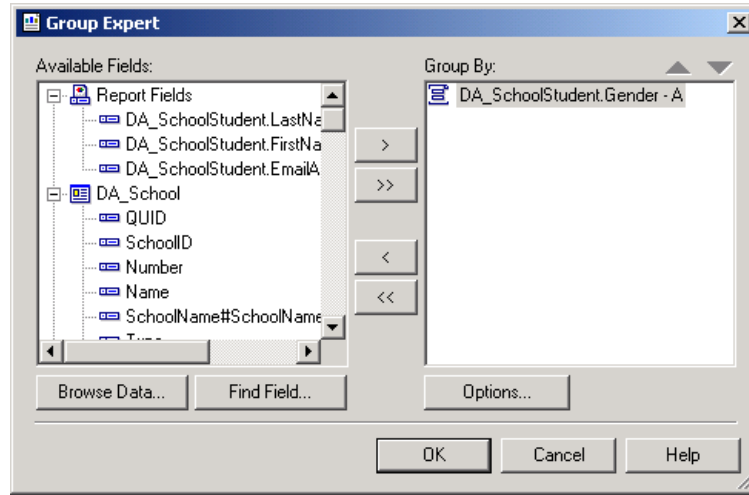 Group Expert
Available Fields:
Group By:
Report Fields
DA_SchoolStudent.LastNa
DA_SchoolStudent.FirstNa
DA_SchoolStudent.EmailA
DA_School
QUID
SchoolID
Number
Name
SchoolName#SchoolName
DA_SchoolStudent.Gender - A
>
>>
<
<<
Browse Data...
Find Field...
Options...
OK
Cancel
Help